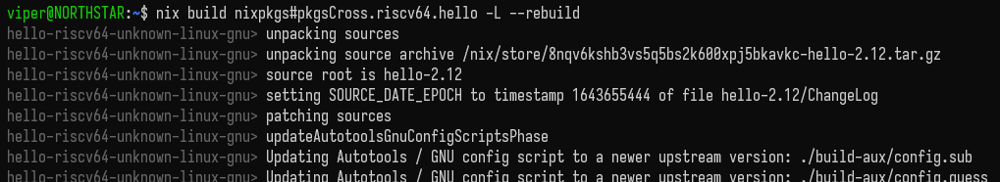 viper@NORTHSTAR:~$ nix build nixpkgs#pkgsCross.riscv64.hello -L --rebuild
hello-riscv64-unknown-linux-gnu> unpacking sources
hello-riscv64-unknown-linux-gnu> unpacking source archive /nix/store/8nqv6kshb3vs5q5bs2k600xpj5bkavkc-hello-2.12.tar.gz
hello-riscv64-unknown-linux-gnu> source root is hello-2.12
hello-riscv64-unknown-linux-gnu> setting SOURCE_DATE_EPOCH to timestamp 1643655444 of file hello-2.12/ChangeLog
hello-riscv64-unknown-linux-gnu> patching sources
hello-riscv64-unknown-linux-gnu> updateAutotoolsGnuConfigScriptsPhase
hello-riscv64-unknown-linux-gnu> Updating Autotools / GNU config script to a newer upstream version: ./build-aux/config.sub
hello-riscv64-unknown-linux-gnu> Updating Autotools / GNU config script to a newer upstream version: ./build-aux/config.guess